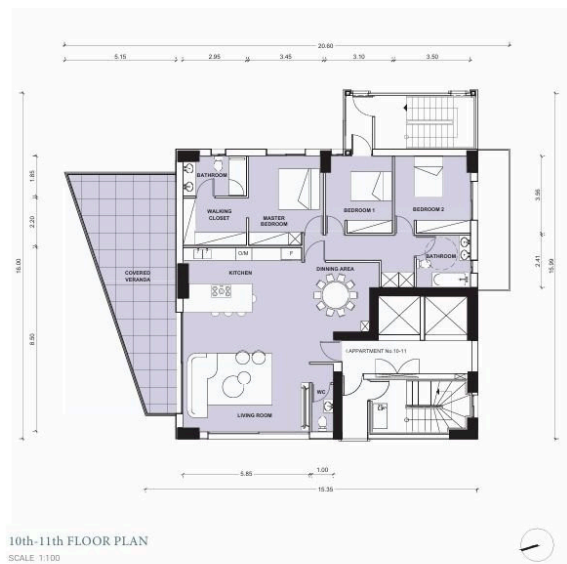 20.60
5.15 2.95 3.45 3.10 3.50
BATHROOM
WALKING
CLOSET
MASTER
BEDROOM
BEDROOM 1
BEDROOM 2
BATHROOM
1.85
2.20
8.50
16.00
3.56
2.41
15.99
COVERED
VERANDA
KITCHEN
O/M
F
DINNING AREA
APPARTMENT No.10-11
WC
LIVING ROOM
5.85 1.00
15.35
10th-11th FLOOR PLAN
SCALE 1:100